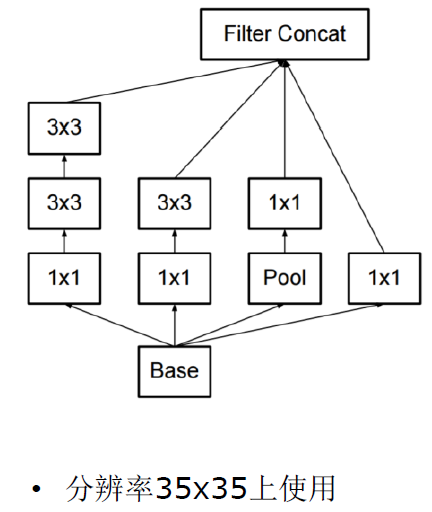 Filter Concat
3x3
3x3 3x3 1x1
1x1 1x1 Pool 1x1
Base
• 分辨率35x35上使用